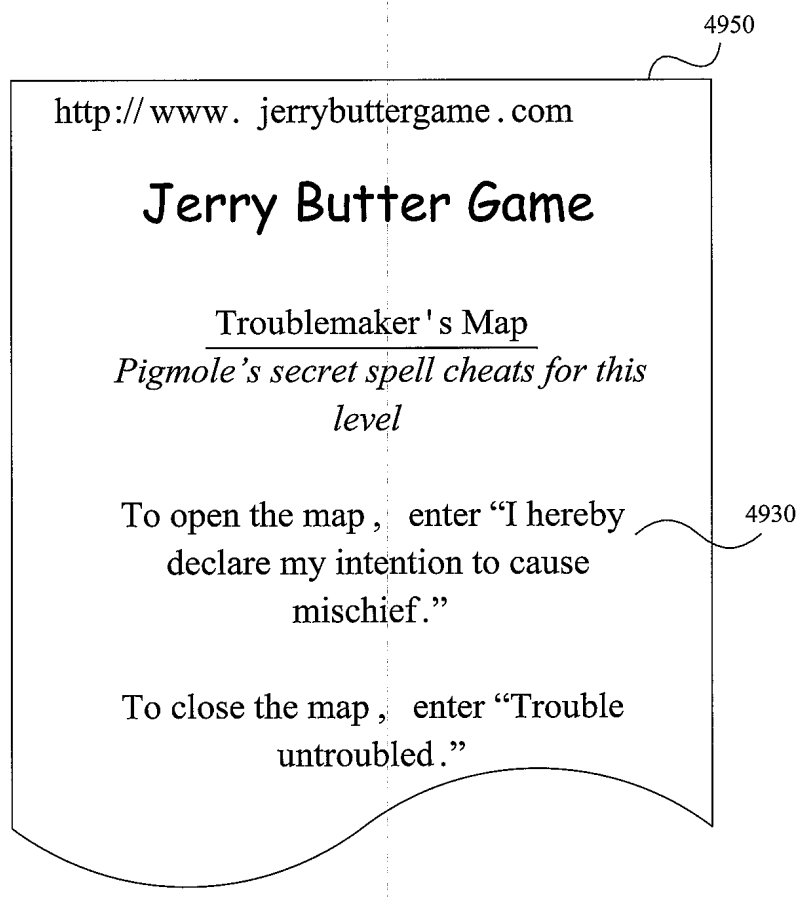 4950
http://www. jerrybuttergame.com
Jerry Butter Game
Troublemaker's Map
Pigmole’s secret spell cheats for this
level
To open the map, enter “I hereby
4930
declare my intention to cause
mischief.”
To close the map, enter “Trouble
untroubled.”